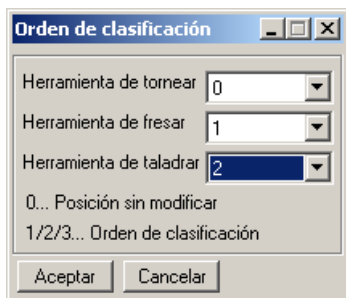 Orden de clasificación
Herramienta de tornear 0
Herramienta de fresar 1
Herramienta de taladrar 2
0... Posición sin modificar
1/2/3... Orden de clasificación
Aceptar Cancelar